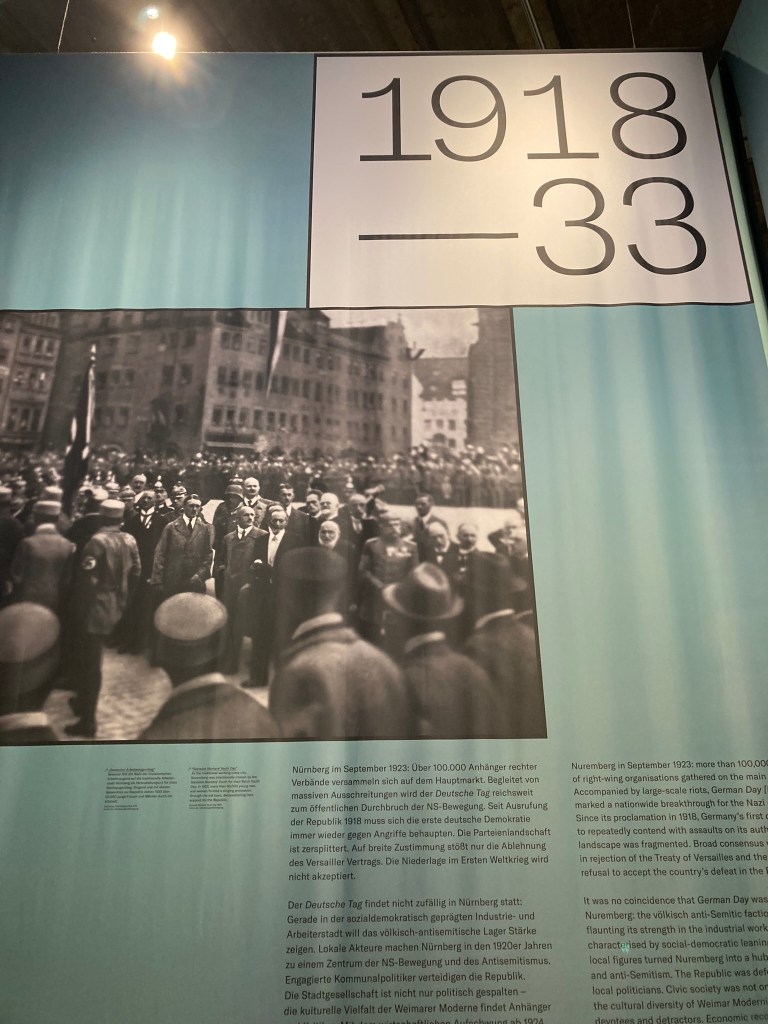 1918
—33
Nürnberg im September 1923: Über 100.000 Anhänger rechter
Verbände versammeln sich auf dem Hauptmarkt. Begleitet von
massiven Ausschreitungen wird der Deutsche Tag reichsweit
zum öffentlichen Durchbruch der NS-Bewegung. Seit Ausrufung
der Republik 1918 muss sich die erste deutsche Demokratie
immer wieder gegen Angriffe behaupten. Die Parteienlandschaft
ist zersplittert. Auf breite Zustimmung stößt nur die Ablehnung
des Versailler Vertrags. Die Niederlage im Ersten Weltkrieg wird
nicht akzeptiert.
Der Deutsche Tag findet nicht zufällig in Nürnberg statt:
Gerade in der sozialdemokratisch geprägten Industrie- und
Arbeiterstadt will das völkisch-antisemitische Lager Stärke
zeigen. Lokale Akteure machen Nürnberg in den 1920er Jahren
zu einem Zentrum der NS-Bewegung und des Antisemitismus.
Engagierte Kommunalpolitiker verteidigen die Republik.
Die Stadtgesellschaft ist nicht nur politisch gespalten –
die kulturelle Vielfalt der Weimarer Moderne findet Anhänger
Mit dem wirtschaftlichen Aufschwung ab 1924
Nuremberg in September 1923: more than 100,000
of right-wing organisations gathered on the main
Accompanied by large-scale riots, German Day
marked a nationwide breakthrough for the Nazi
Since its proclamation in 1918, Germany's first
to repeatedly contend with assaults on its
landscape was fragmented. Broad consensus
in rejection of the Treaty of Versailles and the
refusal to accept the country's defeat in the
It was no coincidence that German Day was
Nuremberg: the völkisch anti-Semitic
flaunting its strength in the industrial
characterised by social-democratic
local figures turned Nuremberg into a hub
and anti-Semitism. The Republic was
local politicians. Civic society was not
the cultural diversity of Weimar
devotees and detractors. Economic